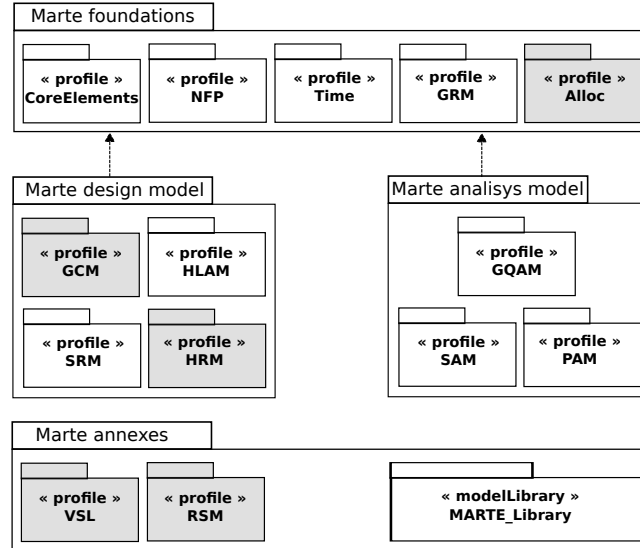 Marte foundations
« profile »
CoreElements
« profile »
NFP
« profile »
Time
« profile »
GRM
« profile »
Alloc
Marte design model
« profile »
GCM
« profile »
HLAM
« profile »
SRM
« profile »
HRM
Marte analisys model
« profile »
GQAM
« profile »
SAM
« profile »
PAM
Marte annexes
« profile »
VSL
« profile »
RSM
« modelLibrary »
MARTE_Library